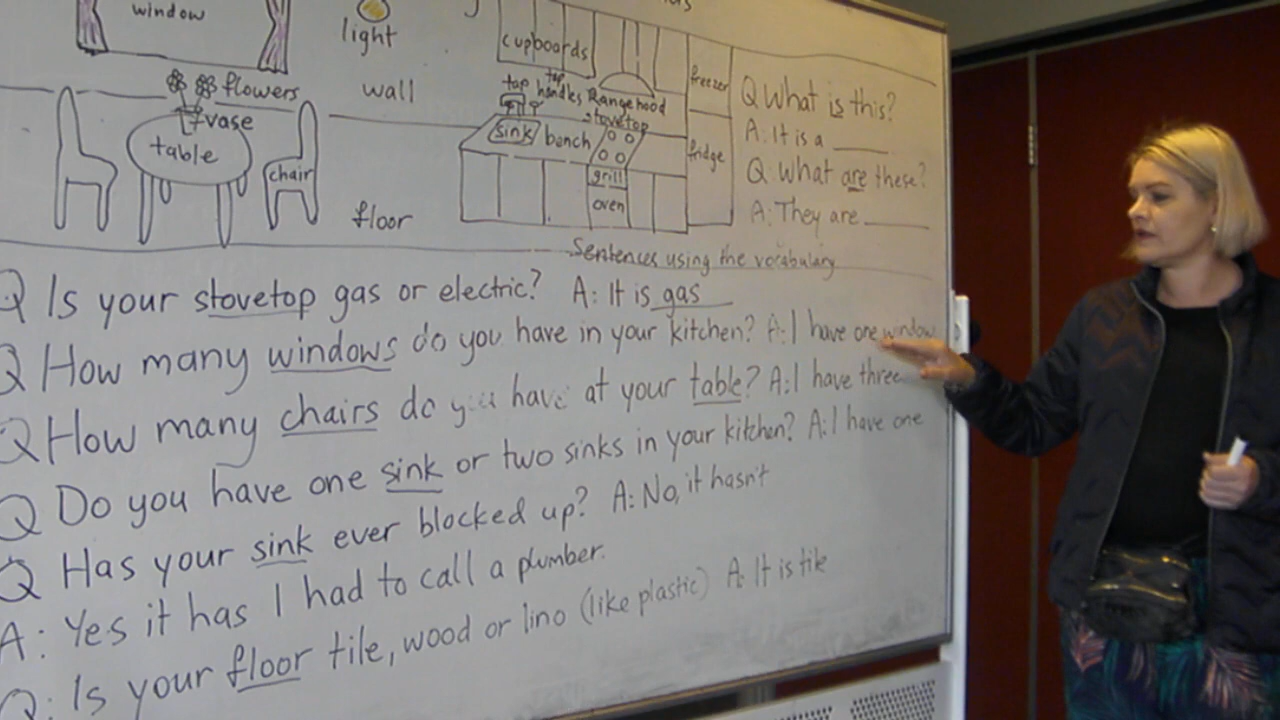 window
light
cupboards
freezer
flowers
wall
tap
tap handles
Rangehood
vase
stovetop
table
sink
bench
fridge
chair
grill
oven
floor
Q What is this?
A: It is a ____
Q What are these?
A: They are ____
Sentences using the vocabulary
Q Is your stovetop gas or electric? A: It is gas
Q How many windows do you have in your kitchen? A: I have one window
Q How many chairs do you have at your table? A: I have three
Q Do you have one sink or two sinks in your kitchen? A: I have one
Q Has your sink ever blocked up? A: No, it hasn't
A: Yes it has I had to call a plumber.
Q: Is your floor tile, wood or lino (like plastic) A: It is tile